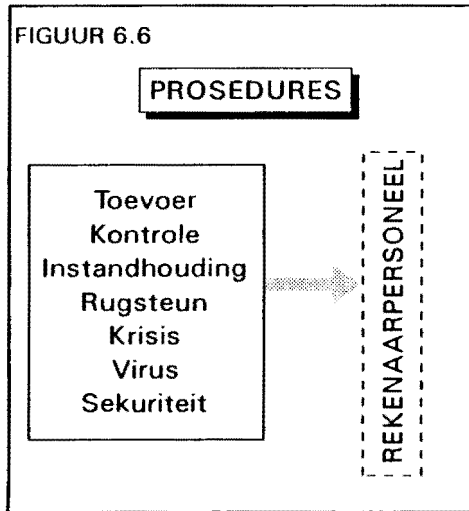 FIGUUR 6.6
PROSEDURES
Toevoer
Kontrole
Instandhouding
Rugsteun
Krisis
Virus
Sekuriteit
REKENAARPERSONEEL